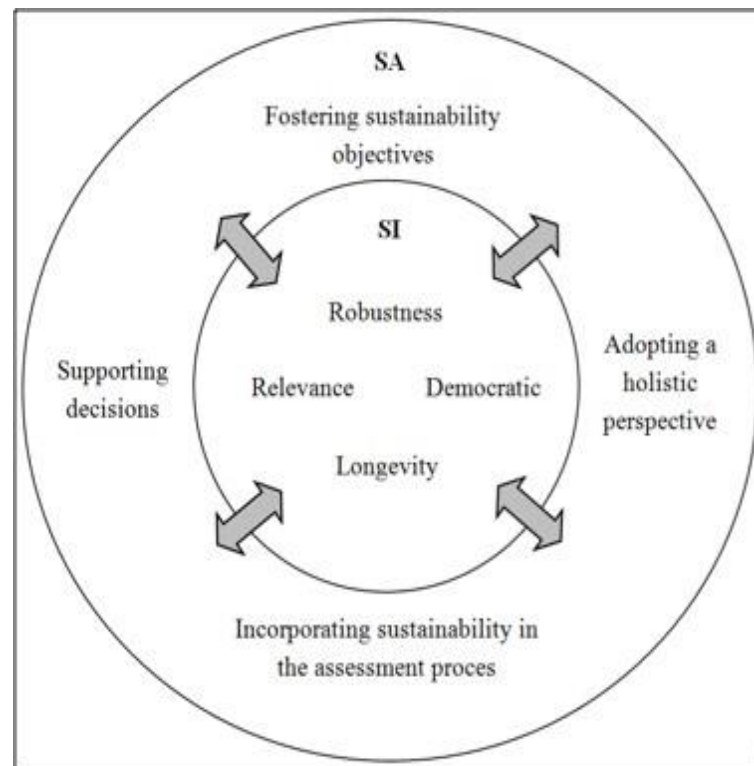 SA
Fostering sustainability
objectives
SI
Robustness
Supporting
decisions
Relevance
Democratic
Adopting a
holistic
perspective
Longevity
Incorporating sustainability in
the assessment proces